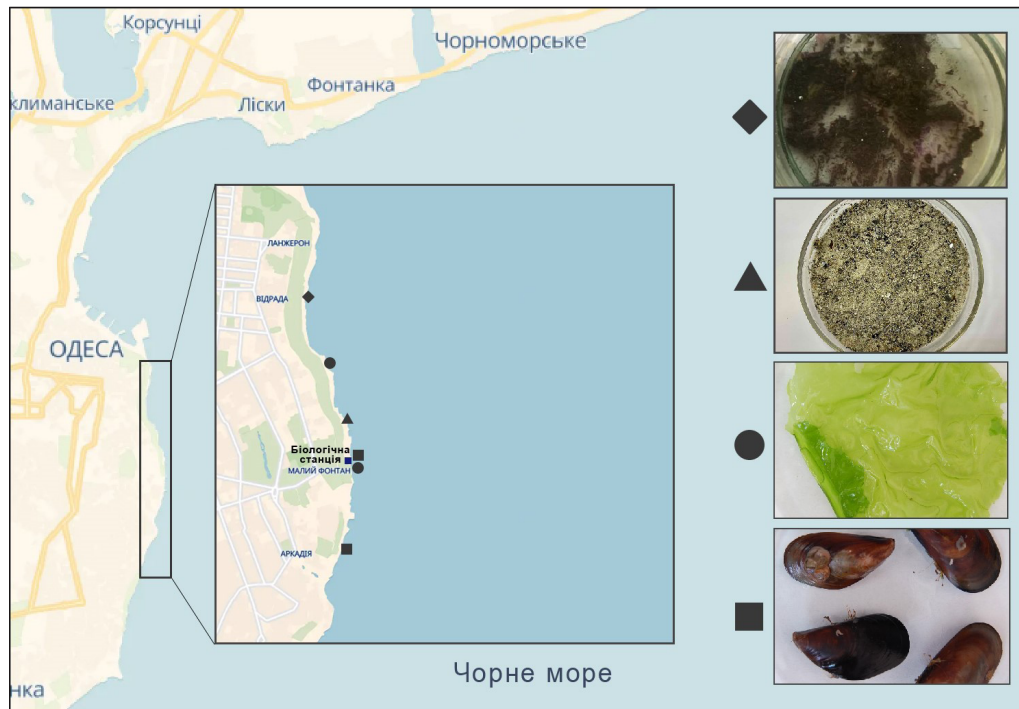 Корсунці
Чорноморське
Фонтанка
климанське
Ліски
ЛАНЖЕРОН
ВІДРАДА
ОДЕСА
Біологічна
станція
МАЛИЙ ФОНТАН
АРКАДІЯ
Чорне море
нка